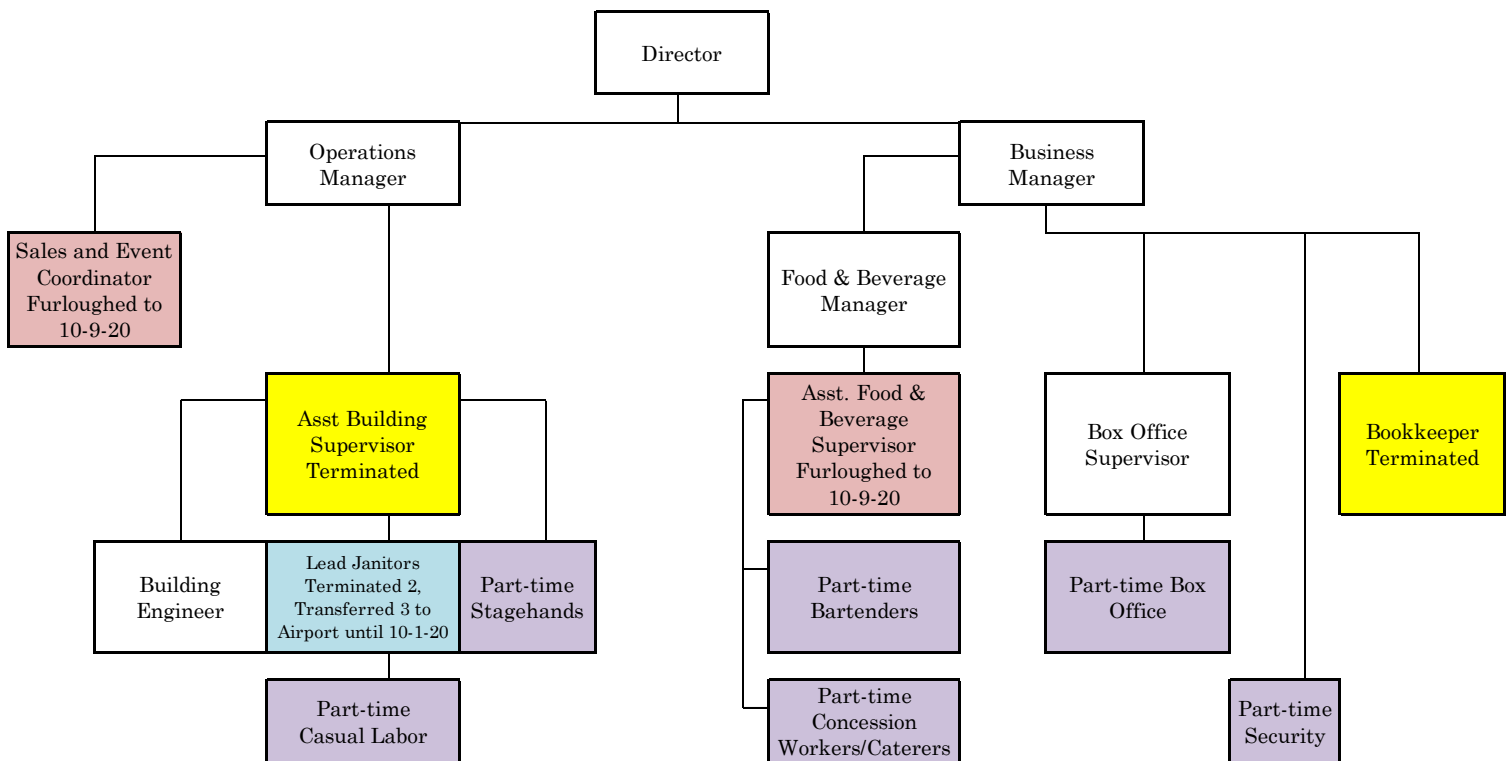 Director
Operations
Manager
Business
Manager
Sales and Event
Coordinator
Furloughed to
10-9-20
Food & Beverage
Manager
Asst Building
Supervisor
Terminated
Asst. Food &
Beverage
Supervisor
Furloughed to
10-9-20
Box Office
Supervisor
Bookkeeper
Terminated
Building
Engineer
Lead Janitors
Terminated 2,
Transferred 3 to
Airport until 10-1-20
Part-time
Stagehands
Part-time
Bartenders
Part-time Box
Office
Part-time
Casual Labor
Part-time
Concession
Workers/Caterers
Part-time
Security